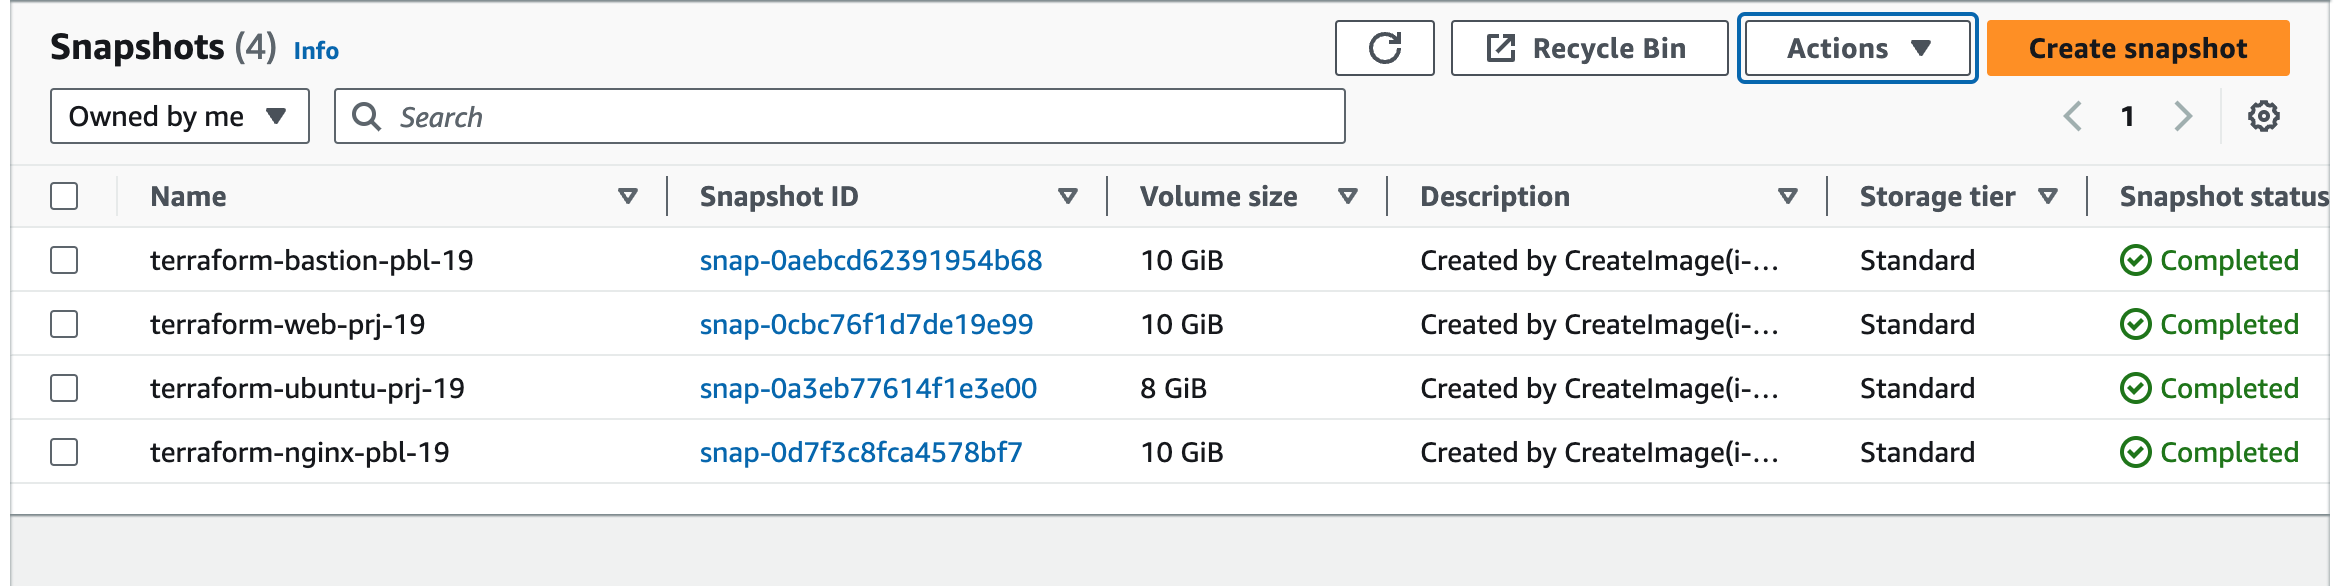 Snapshots (4) Info
Recycle Bin Actions Create snapshot
Owned by me Search 1
Name Snapshot ID Volume size Description Storage tier Snapshot status
terraform-bastion-pbl-19 snap-0aebcd62391954b68 10 GiB Created by CreateImage(i-... Standard Completed
terraform-web-prj-19 snap-0cbc76f1d7de19e99 10 GiB Created by CreateImage(i-... Standard Completed
terraform-ubuntu-prj-19 snap-0a3eb77614f1e3e00 8 GiB Created by CreateImage(i-... Standard Completed
terraform-nginx-pbl-19 snap-0d7f3c8fca4578bf7 10 GiB Created by CreateImage(i-... Standard Completed